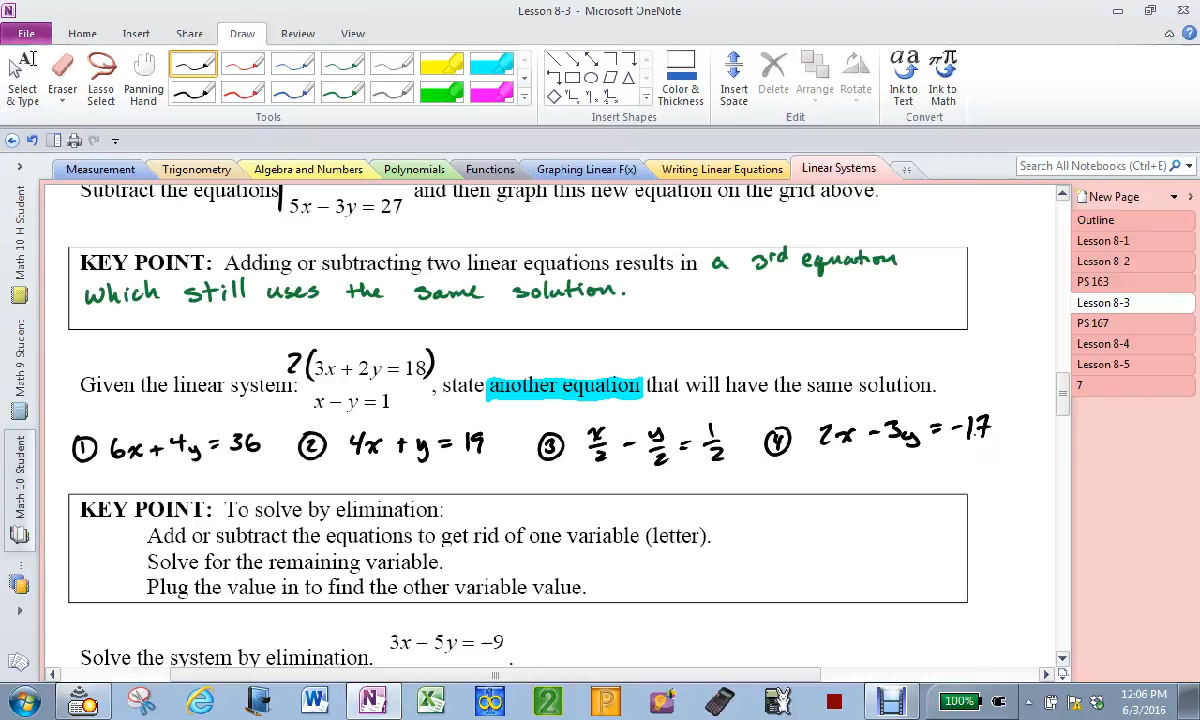 Lesson 8-3 - Microsoft OneNote
File Home Insert Share Draw Review View
Select & Type
Eraser
Lasso Select
Panning Hand
Color & Thickness
Insert Space
Delete
Arrange
Rotate
Ink to Text
Ink to Math
Tools
Insert Shapes
Edit
Convert
Measurement Trigonometry Algebra and Numbers Polynomials Functions Graphing Linear F(x) Writing Linear Equations Linear Systems
Search All Notebooks (Ctrl+E)
New Page
Outline
Lesson 8-1
Lesson 8-2
PS 163
Lesson 8-3
PS 167
Lesson 8-4
Lesson 8-5
7
Math 10 H Student
Math 9 Student
Math 10 Student
Subtract the equations 5x − 3y = 27 and then graph this new equation on the grid above.
KEY POINT: Adding or subtracting two linear equations results in a 3rd equation
which still uses the same solution.
2(3x + 2y = 18)
Given the linear system: , state another equation that will have the same solution.
x − y = 1
① 6x + 4y = 36 ② 4x + y = 19 ③ x/2 − y/2 = 1/2 ④ 2x − 3y = −17
KEY POINT: To solve by elimination:
Add or subtract the equations to get rid of one variable (letter).
Solve for the remaining variable.
Plug the value in to find the other variable value.
3x − 5y = −9
Solve the system by elimination. .
100%
12:06 PM
6/3/2016